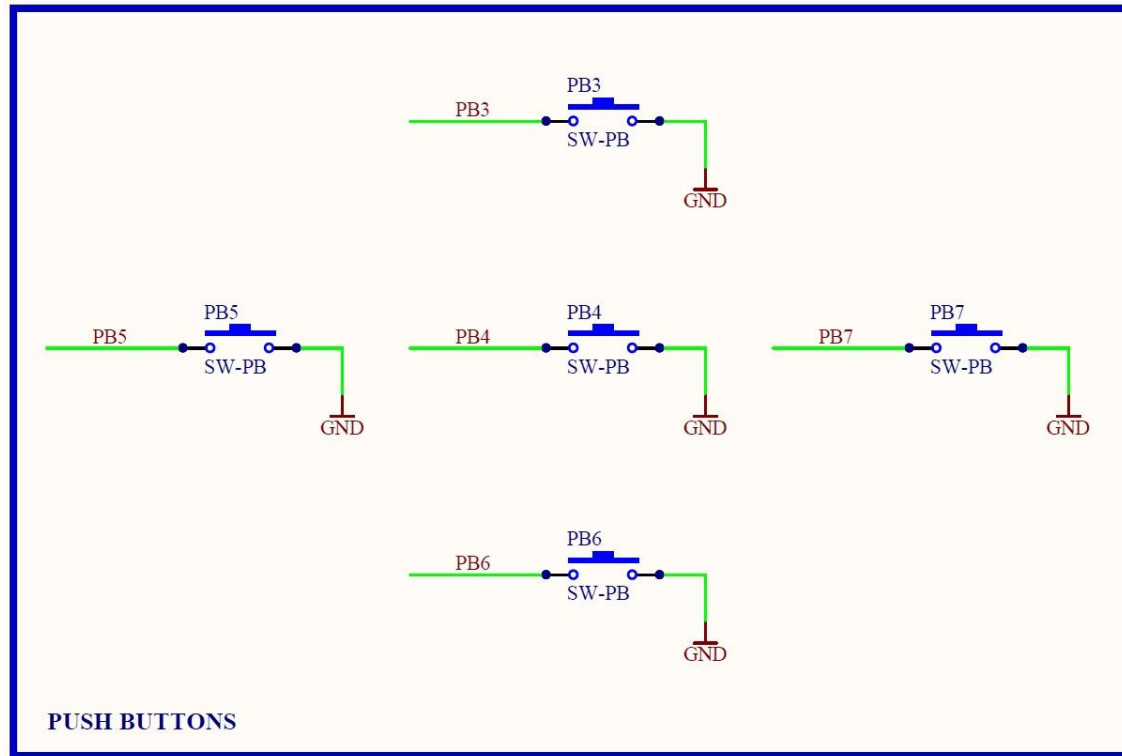 PB3
PB3
SW-PB
GND
PB5
PB5
SW-PB
GND
PB4
PB4
SW-PB
GND
PB7
PB7
SW-PB
GND
PB6
PB6
SW-PB
GND
PUSH BUTTONS